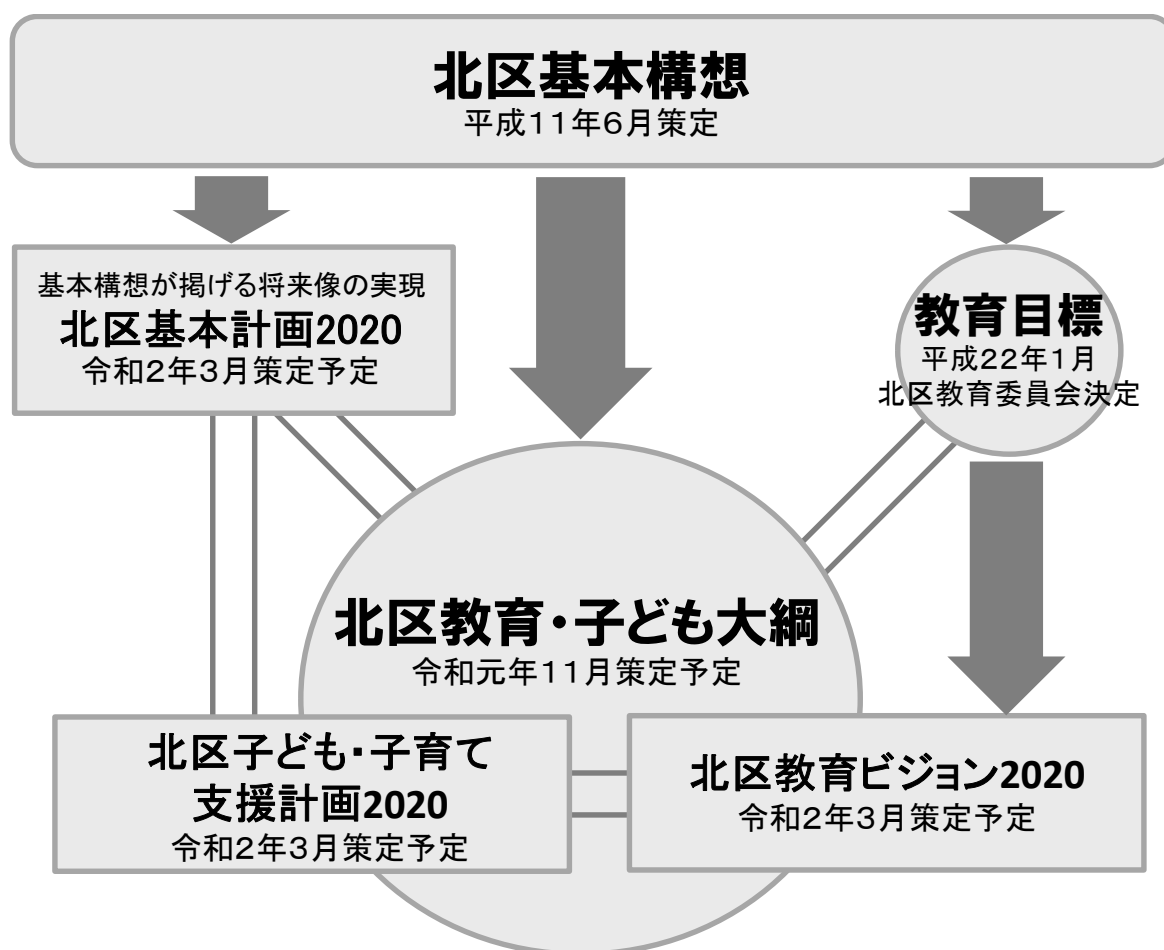 北区基本構想
平成11年6月策定
基本構想が掲げる将来像の実現
北区基本計画2020
令和2年3月策定予定
教育目標
平成22年1月
北区教育委員会決定
北区教育・子ども大綱
令和元年11月策定予定
北区子ども・子育て
支援計画2020
令和2年3月策定予定
北区教育ビジョン2020
令和2年3月策定予定